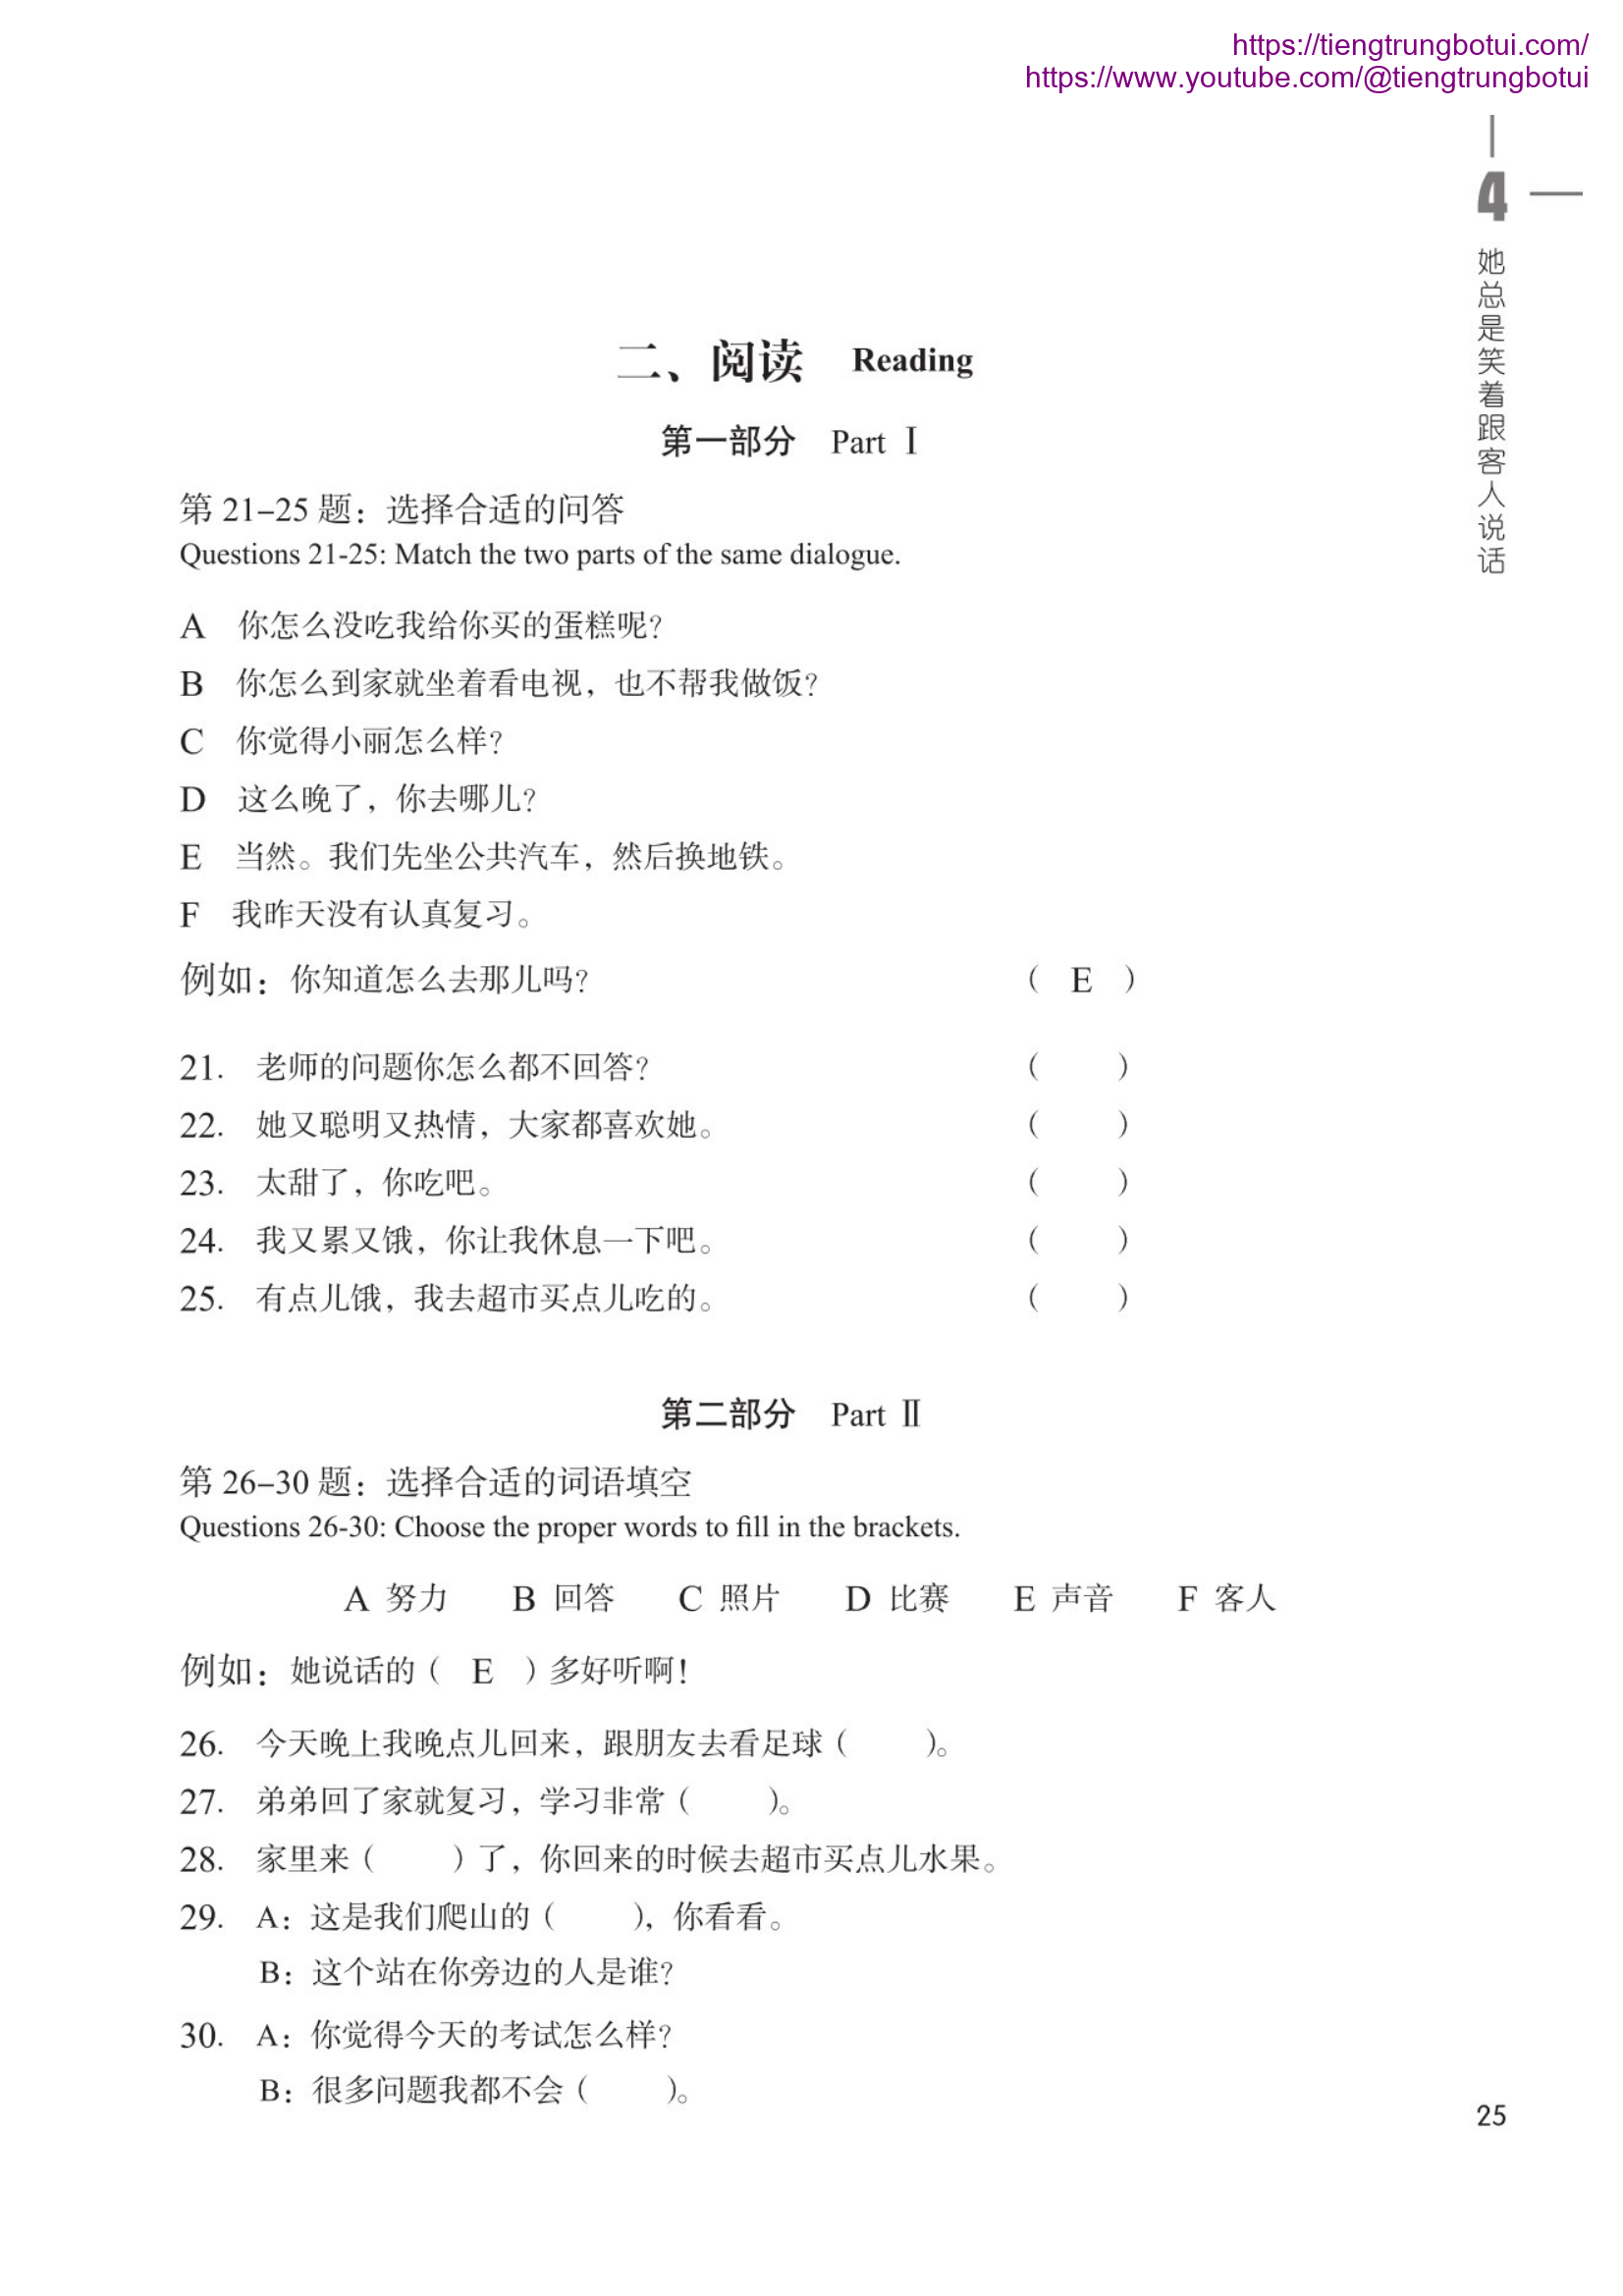 https://tiengtrungbotui.com/
https://www.youtube.com/@tiengtrungbotui
4
她总是笑着跟客人说话
二、阅读 Reading
第一部分 Part Ⅰ
第 21–25 题：选择合适的问答
Questions 21-25: Match the two parts of the same dialogue.
A 你怎么没吃我给你买的蛋糕呢？
B 你怎么到家就坐着看电视，也不帮我做饭？
C 你觉得小丽怎么样？
D 这么晚了，你去哪儿？
E 当然。我们先坐公共汽车，然后换地铁。
F 我昨天没有认真复习。
例如：你知道怎么去那儿吗？ （ E ）
21. 老师的问题你怎么都不回答？ （ ）
22. 她又聪明又热情，大家都喜欢她。 （ ）
23. 太甜了，你吃吧。 （ ）
24. 我又累又饿，你让我休息一下吧。 （ ）
25. 有点儿饿，我去超市买点儿吃的。 （ ）
第二部分 Part Ⅱ
第 26–30 题：选择合适的词语填空
Questions 26-30: Choose the proper words to fill in the brackets.
A 努力 B 回答 C 照片 D 比赛 E 声音 F 客人
例如：她说话的（ E ）多好听啊！
26. 今天晚上我晚点儿回来，跟朋友去看足球（ ）。
27. 弟弟回了家就复习，学习非常（ ）。
28. 家里来（ ）了，你回来的时候去超市买点儿水果。
29. A：这是我们爬山的（ ），你看看。
B：这个站在你旁边的人是谁？
30. A：你觉得今天的考试怎么样？
B：很多问题我都不会（ ）。
25